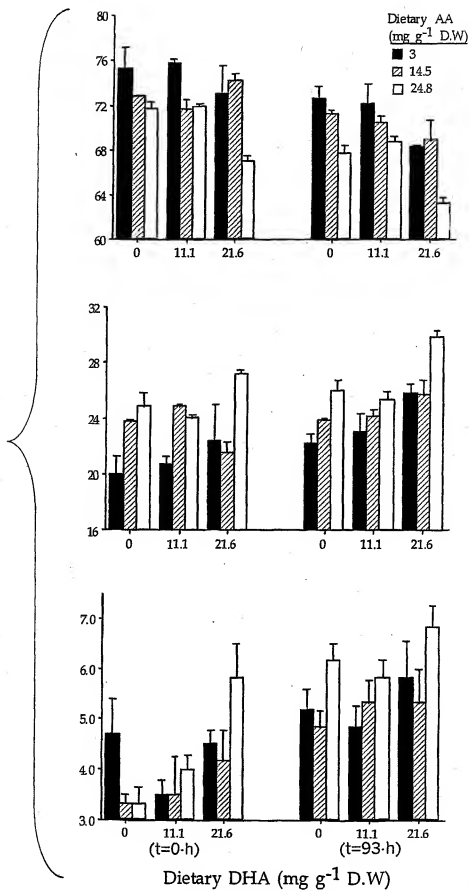 Dietary AA
(mg g⁻¹ D.W)
3
14.5
24.8
80
76
72
68
64
60
0 11.1 21.6 0 11.1 21.6
32
28
24
20
16
0 11.1 21.6 0 11.1 21.6
7.0
6.0
5.0
4.0
3.0
0 11.1 21.6 0 11.1 21.6
(t=0·h) (t=93·h)
Dietary DHA (mg g⁻¹ D.W)